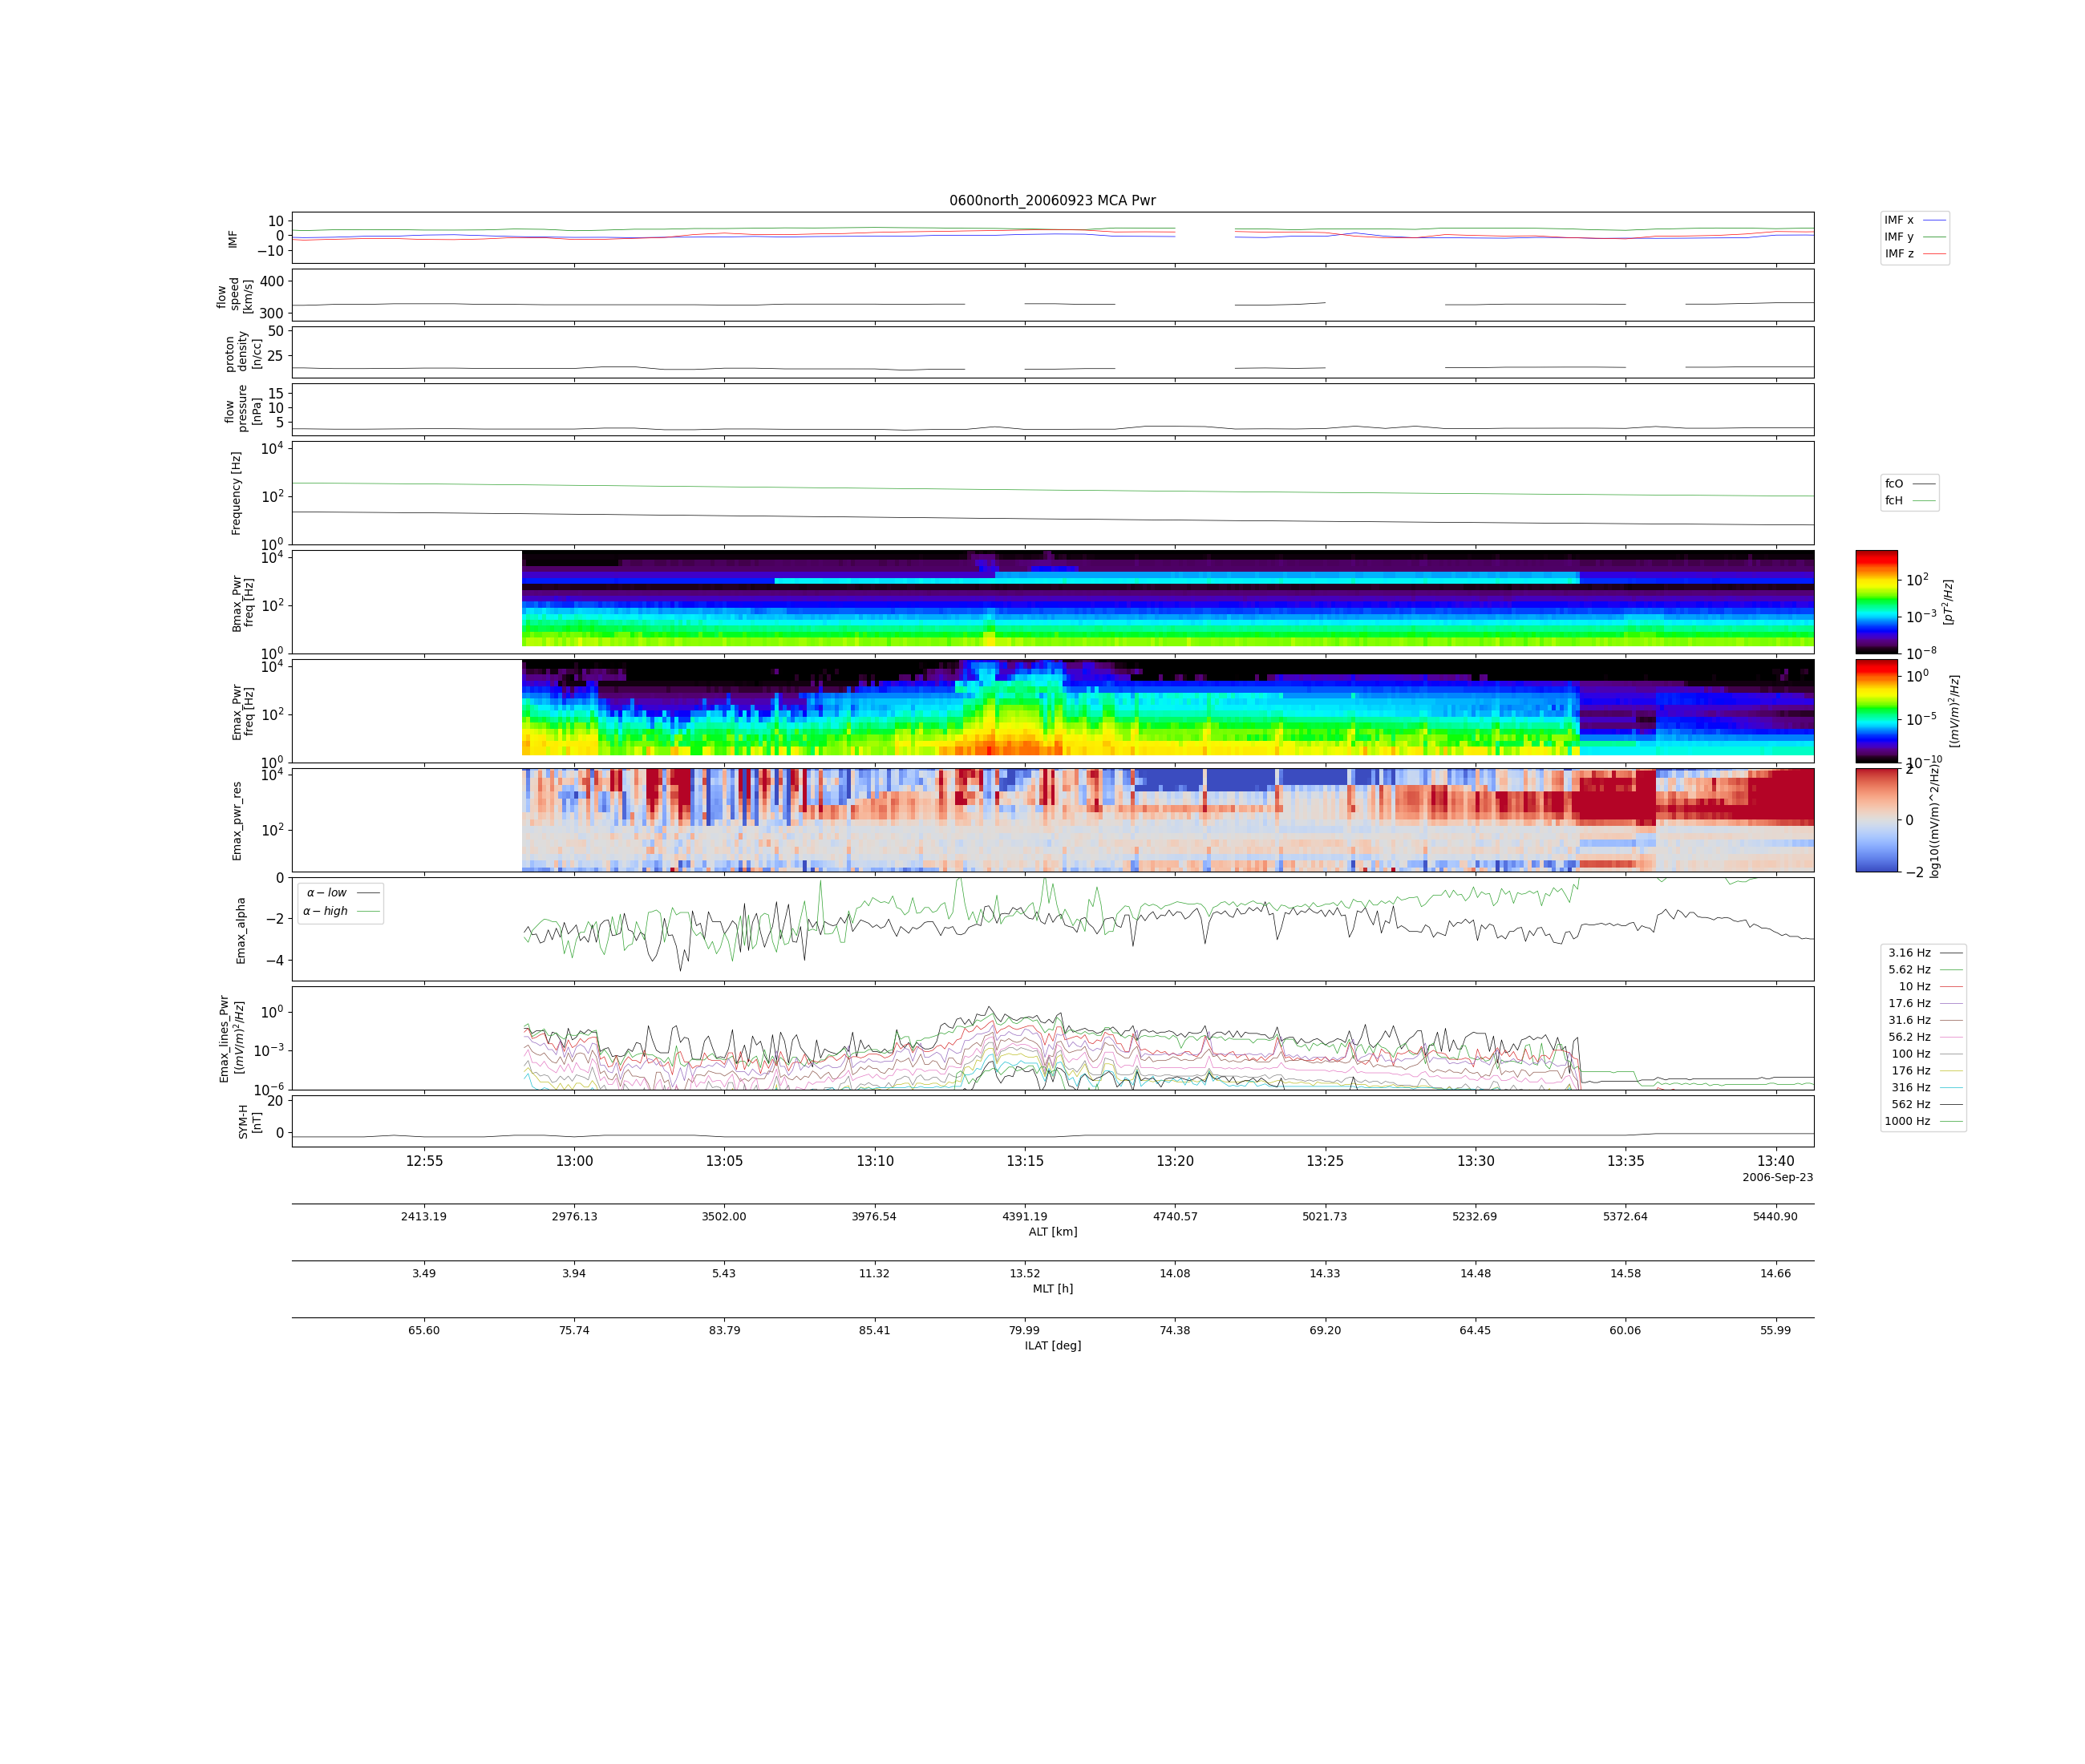 0600north_20060923 MCA Pwr
IMF
10
0
−10
IMF x
IMF y
IMF z
flow
speed
[km/s]
400
300
proton
density
[n/cc]
50
25
flow
pressure
[nPa]
15
10
5
Frequency [Hz]
10^4
10^2
10^0
fcO
fcH
Bmax_Pwr
freq [Hz]
10^4
10^2
10^0
10^2
10^−3
10^−8
[pT^2/Hz]
Emax_Pwr
freq [Hz]
10^4
10^2
10^0
10^0
10^−5
10^−10
[(mV/m)^2/Hz]
Emax_pwr_res
10^4
10^2
2
0
−2
log10((mV/m)^2/Hz)
Emax_alpha
0
−2
−4
α − low
α − high
Emax_lines_Pwr
[(mV/m)^2/Hz]
10^0
10^−3
10^−6
3.16 Hz
5.62 Hz
10 Hz
17.6 Hz
31.6 Hz
56.2 Hz
100 Hz
176 Hz
316 Hz
562 Hz
1000 Hz
SYM-H
[nT]
20
0
12:55 13:00 13:05 13:10 13:15 13:20 13:25 13:30 13:35 13:40
2006-Sep-23
2413.19 2976.13 3502.00 3976.54 4391.19 4740.57 5021.73 5232.69 5372.64 5440.90
ALT [km]
3.49 3.94 5.43 11.32 13.52 14.08 14.33 14.48 14.58 14.66
MLT [h]
65.60 75.74 83.79 85.41 79.99 74.38 69.20 64.45 60.06 55.99
ILAT [deg]